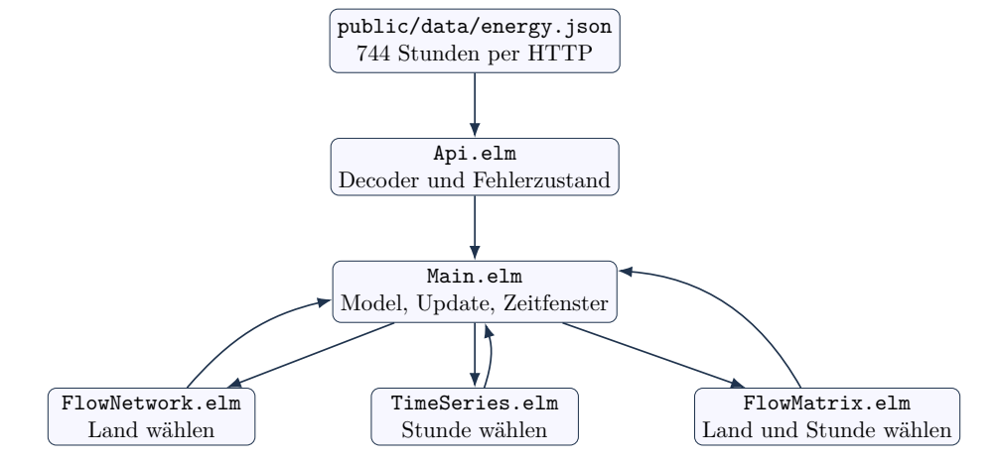 public/data/energy.json
744 Stunden per HTTP
Api.elm
Decoder und Fehlerzustand
Main.elm
Model, Update, Zeitfenster
FlowNetwork.elm
Land wählen
TimeSeries.elm
Stunde wählen
FlowMatrix.elm
Land und Stunde wählen